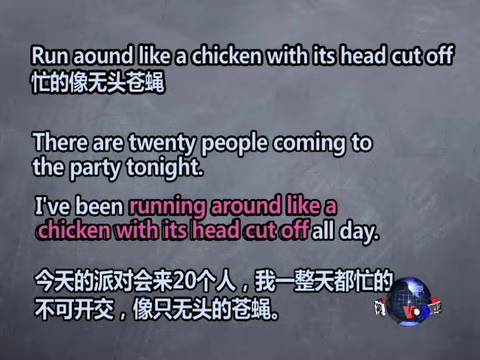 Run aound like a chicken with its head cut off
忙的像无头苍蝇
There are twenty people coming to
the party tonight.
I've been running around like a
chicken with its head cut off all day.
今天的派对会来20个人，我一整天都忙的
不可开交，像只无头的苍蝇。